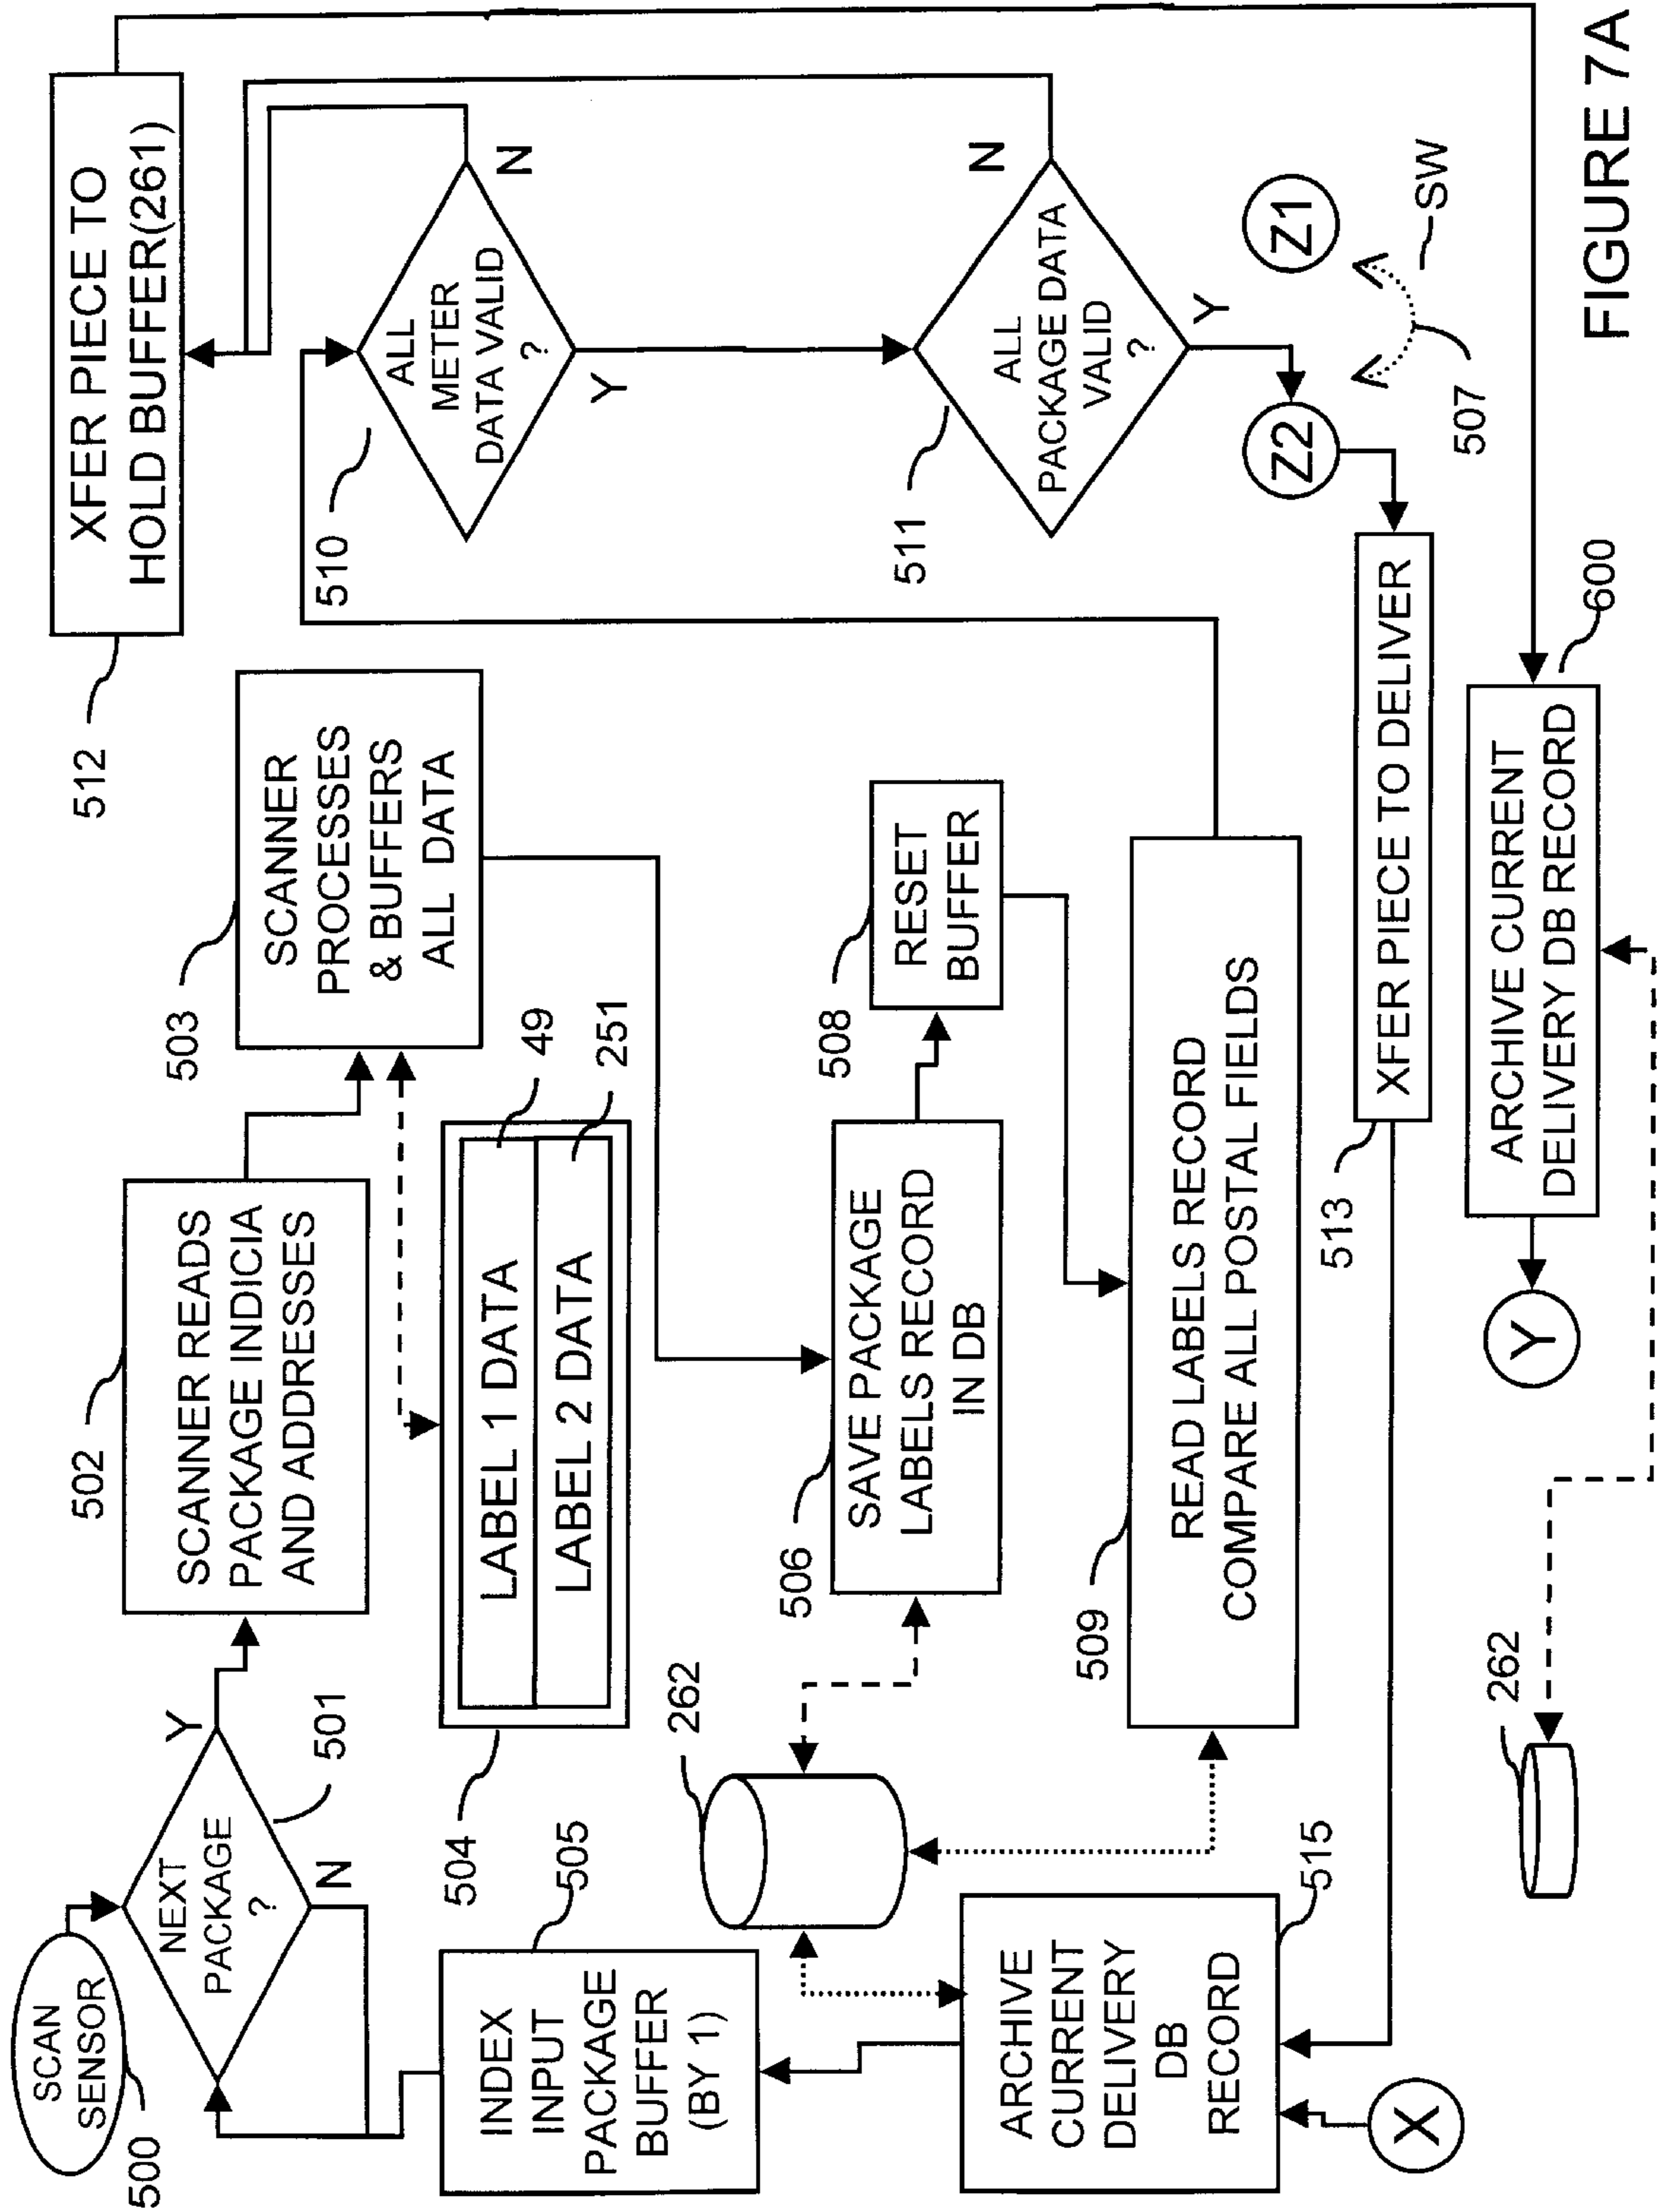 500
SCAN
SENSOR
NEXT
PACKAGE
?
Y
N
501
502
SCANNER READS
PACKAGE INDICIA
AND ADDRESSES
503
SCANNER
PROCESSES
& BUFFERS
ALL DATA
512
XFER PIECE TO
HOLD BUFFER(261)
505
INDEX
INPUT
PACKAGE
BUFFER
(BY 1)
504
LABEL 1 DATA
LABEL 2 DATA
49
251
510
ALL
METER
DATA VALID
?
N
Y
262
506
SAVE PACKAGE
LABELS RECORD
IN DB
508
RESET
BUFFER
511
ALL
PACKAGE DATA
VALID
?
N
Y
515
ARCHIVE
CURRENT
DELIVERY
DB
RECORD
509
READ LABELS RECORD
COMPARE ALL POSTAL FIELDS
Z2
Z1
507
SW
X
513
XFER PIECE TO DELIVER
262
Y
ARCHIVE CURRENT
DELIVERY DB RECORD
600
FIGURE 7A